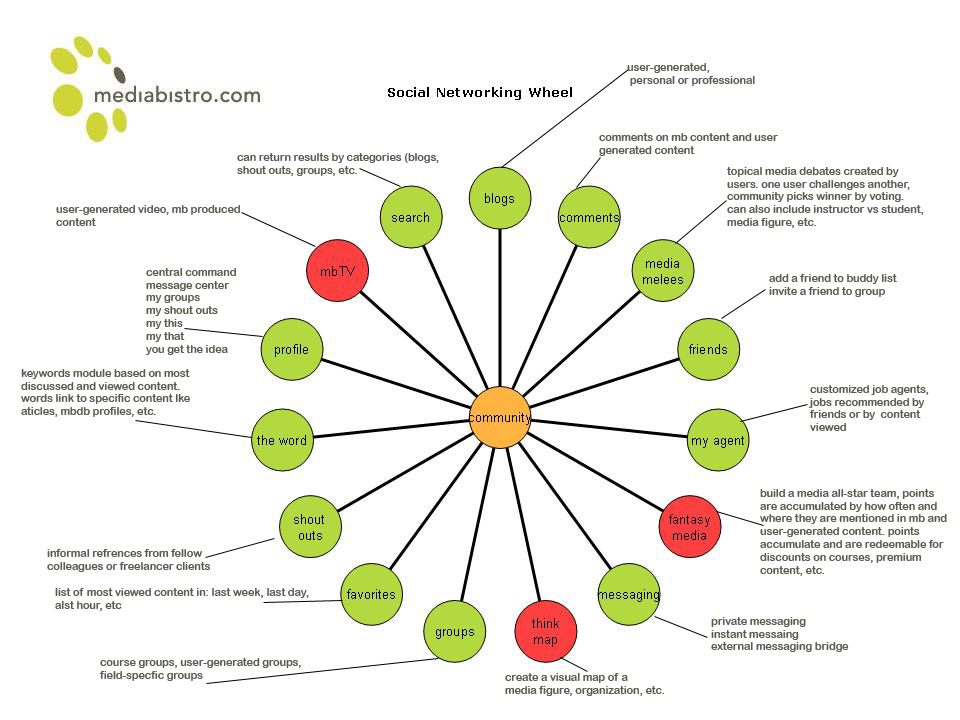 mediabistro.com
Social Networking Wheel
user-generated,
personal or professional
comments on mb content and user
generated content
can return results by categories (blogs,
shout outs, groups, etc.
topical media debates created by
users. one user challenges another,
community picks winner by voting.
can also include instructor vs student,
media figure, etc.
user-generated video, mb produced
content
blogs
search
comments
mbTV
media
melees
central command
message center
my groups
my shout outs
my this
my that
you get the idea
add a friend to buddy list
invite a friend to group
profile
friends
keywords module based on most
discussed and viewed content.
words link to specific content lke
aticles, mbdb profiles, etc.
customized job agents,
jobs recommended by
friends or by content
viewed
community
the word
my agent
build a media all-star team, points
are accumulated by how often and
where they are mentioned in mb and
user-generated content. points
accumulate and are redeemable for
discounts on courses, premium
content, etc.
shout
outs
fantasy
media
informal refrences from fellow
colleagues or freelancer clients
list of most viewed content in: last week, last day,
alst hour, etc
favorites
messaging
groups
think
map
private messaging
instant messaing
external messaging bridge
course groups, user-generated groups,
field-specfic groups
create a visual map of a
media figure, organization, etc.